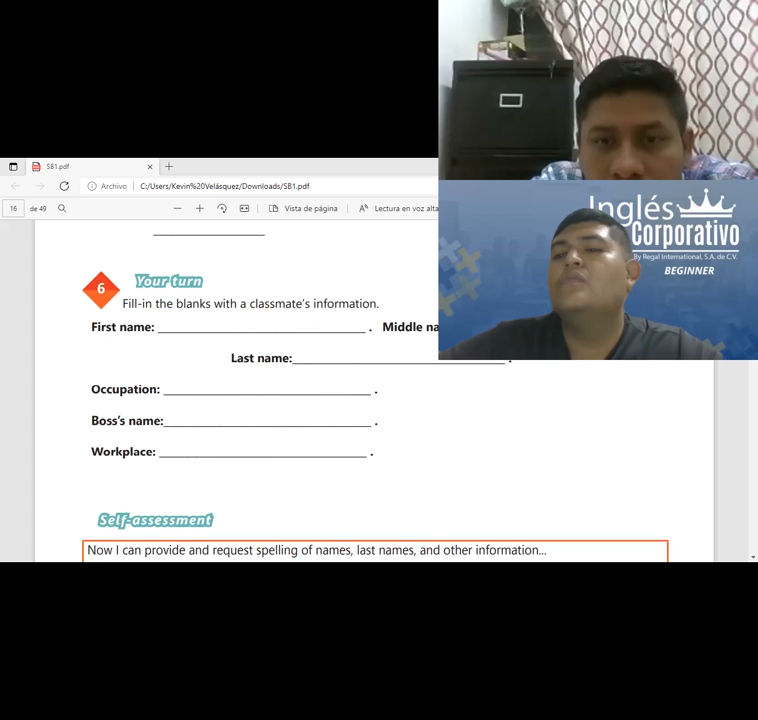 SB1.pdf
Archivo C:/Users/Kevin%20Velásquez/Downloads/SB1.pdf
16 de 49 Vista de página Lectura en voz alta
6 Your turn
Fill-in the blanks with a classmate's information.
First name: . Middle na
Last name: .
Occupation: .
Boss's name: .
Workplace: .
Self-assessment
Now I can provide and request spelling of names, last names, and other information...
Inglés
Corporativo
By Regal International, S.A. de C.V.
BEGINNER